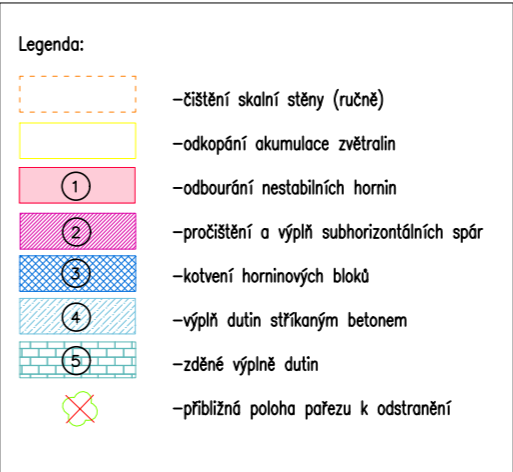 Legenda:
-čištění skalní stěny (ručně)
-odkopání akumulace zvětralin
1 -odbourání nestabilních hornin
2 -pročištění a výplň subhorizontálních spár
3 -kotvení horninových bloků
4 -výplň dutin stříkaným betonem
5 -zděné výplně dutin
-přibližná poloha pařezu k odstranění